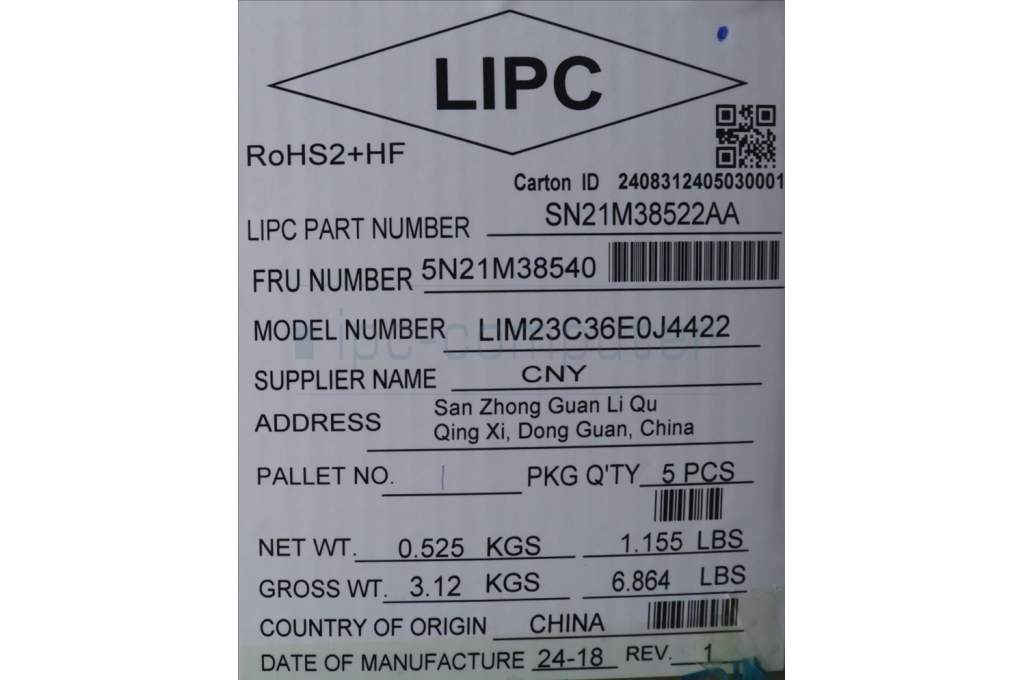 LIPC
RoHS2+HF
Carton ID 2408312405030001
LIPC PART NUMBER SN21M38522AA
FRU NUMBER 5N21M38540
MODEL NUMBER LIM23C36E0J4422
ipc-computer
SUPPLIER NAME CNY
ADDRESS San Zhong Guan Li Qu
Qing Xi, Dong Guan, China
PALLET NO. 1 PKG Q'TY 5 PCS
NET WT. 0.525 KGS 1.155 LBS
GROSS WT. 3.12 KGS 6.864 LBS
COUNTRY OF ORIGIN CHINA
DATE OF MANUFACTURE 24-18 REV. 1